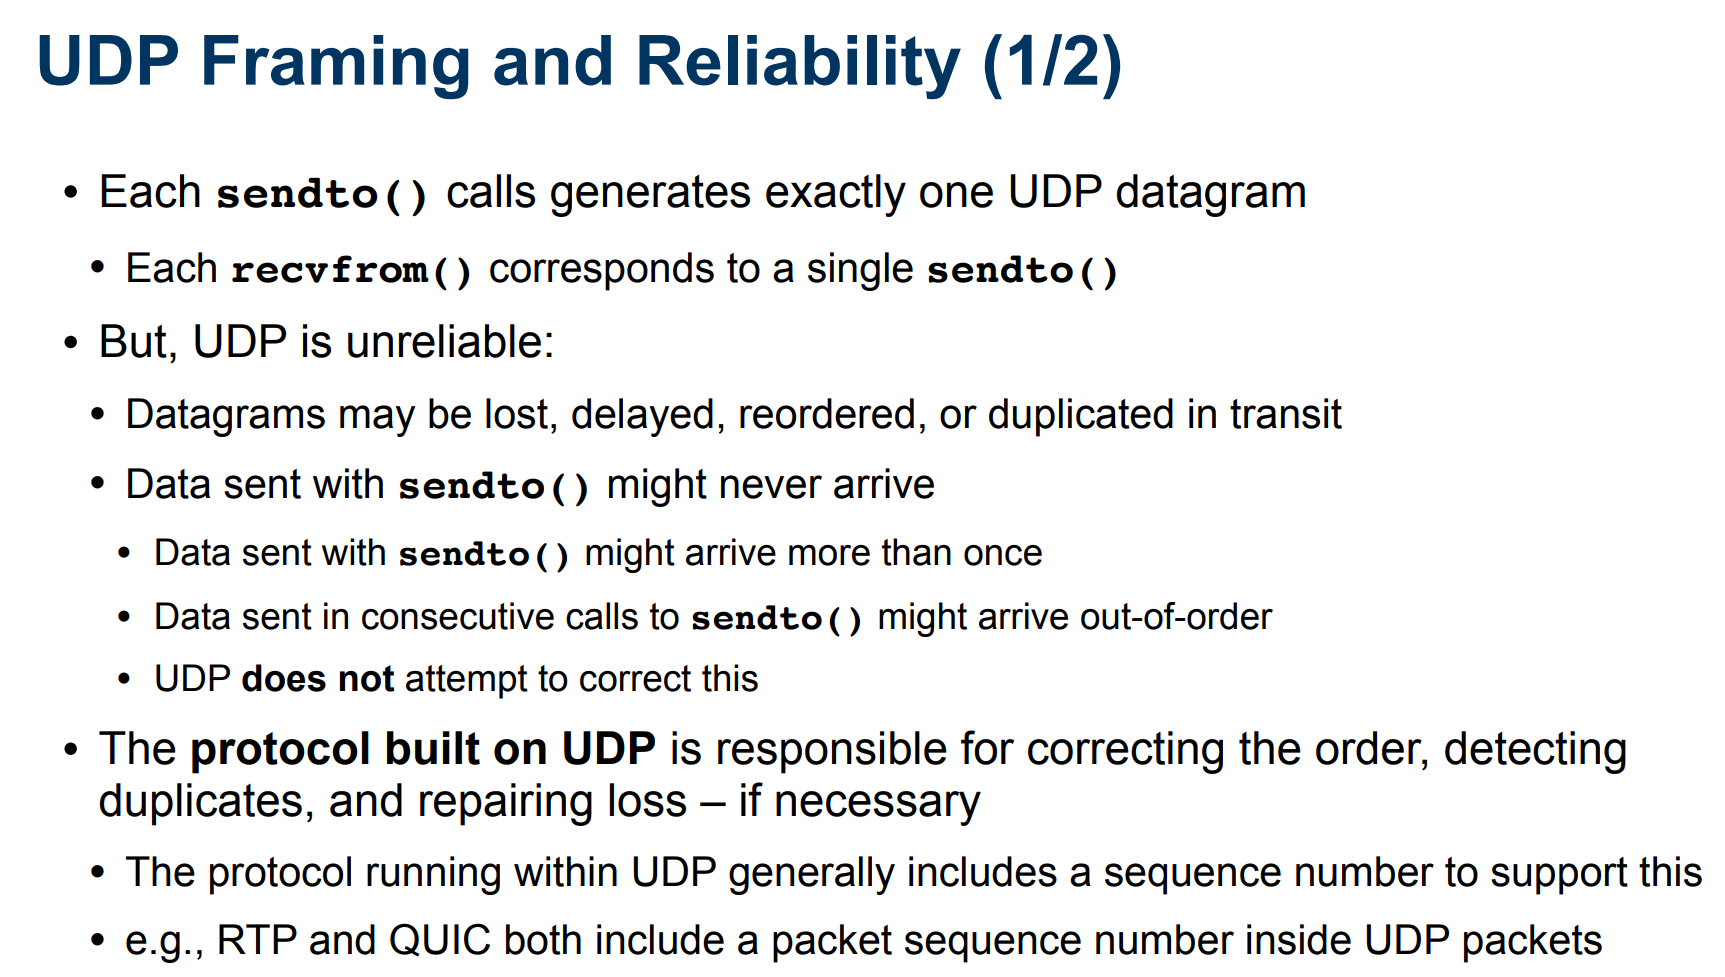 UDP Framing and Reliability (1/2)
• Each sendto() calls generates exactly one UDP datagram
• Each recvfrom() corresponds to a single sendto()
• But, UDP is unreliable:
• Datagrams may be lost, delayed, reordered, or duplicated in transit
• Data sent with sendto() might never arrive
• Data sent with sendto() might arrive more than once
• Data sent in consecutive calls to sendto() might arrive out-of-order
• UDP does not attempt to correct this
• The protocol built on UDP is responsible for correcting the order, detecting
duplicates, and repairing loss – if necessary
• The protocol running within UDP generally includes a sequence number to support this
• e.g., RTP and QUIC both include a packet sequence number inside UDP packets